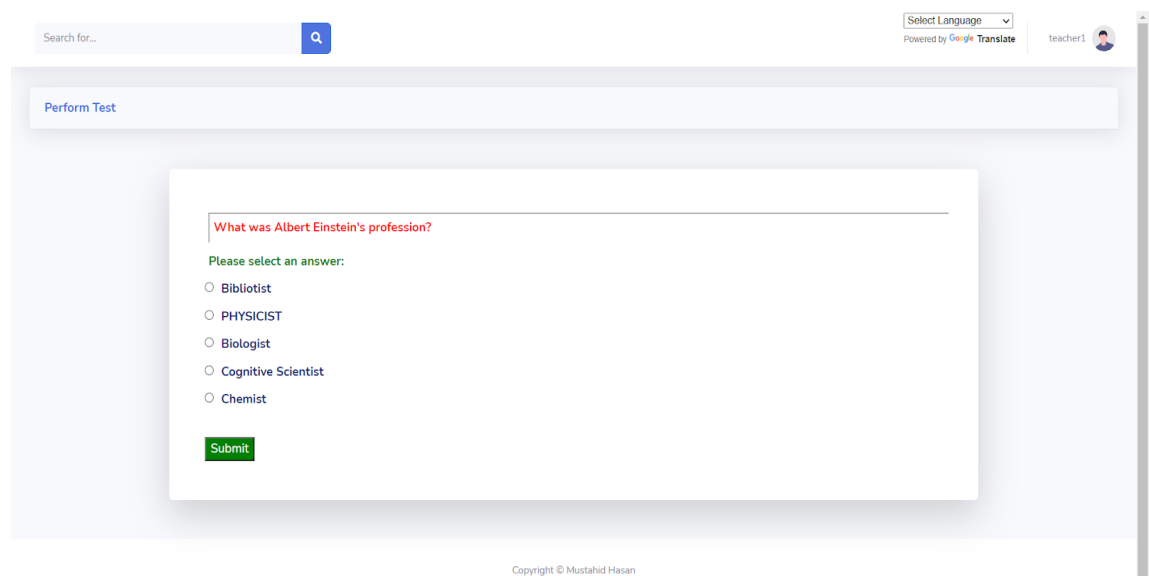 Search for...
Select Language
Powered by Google Translate
teacher1
Perform Test
What was Albert Einstein's profession?
Please select an answer:
Bibliotist
PHYSICIST
Biologist
Cognitive Scientist
Chemist
Submit
Copyright © Mustahid Hasan